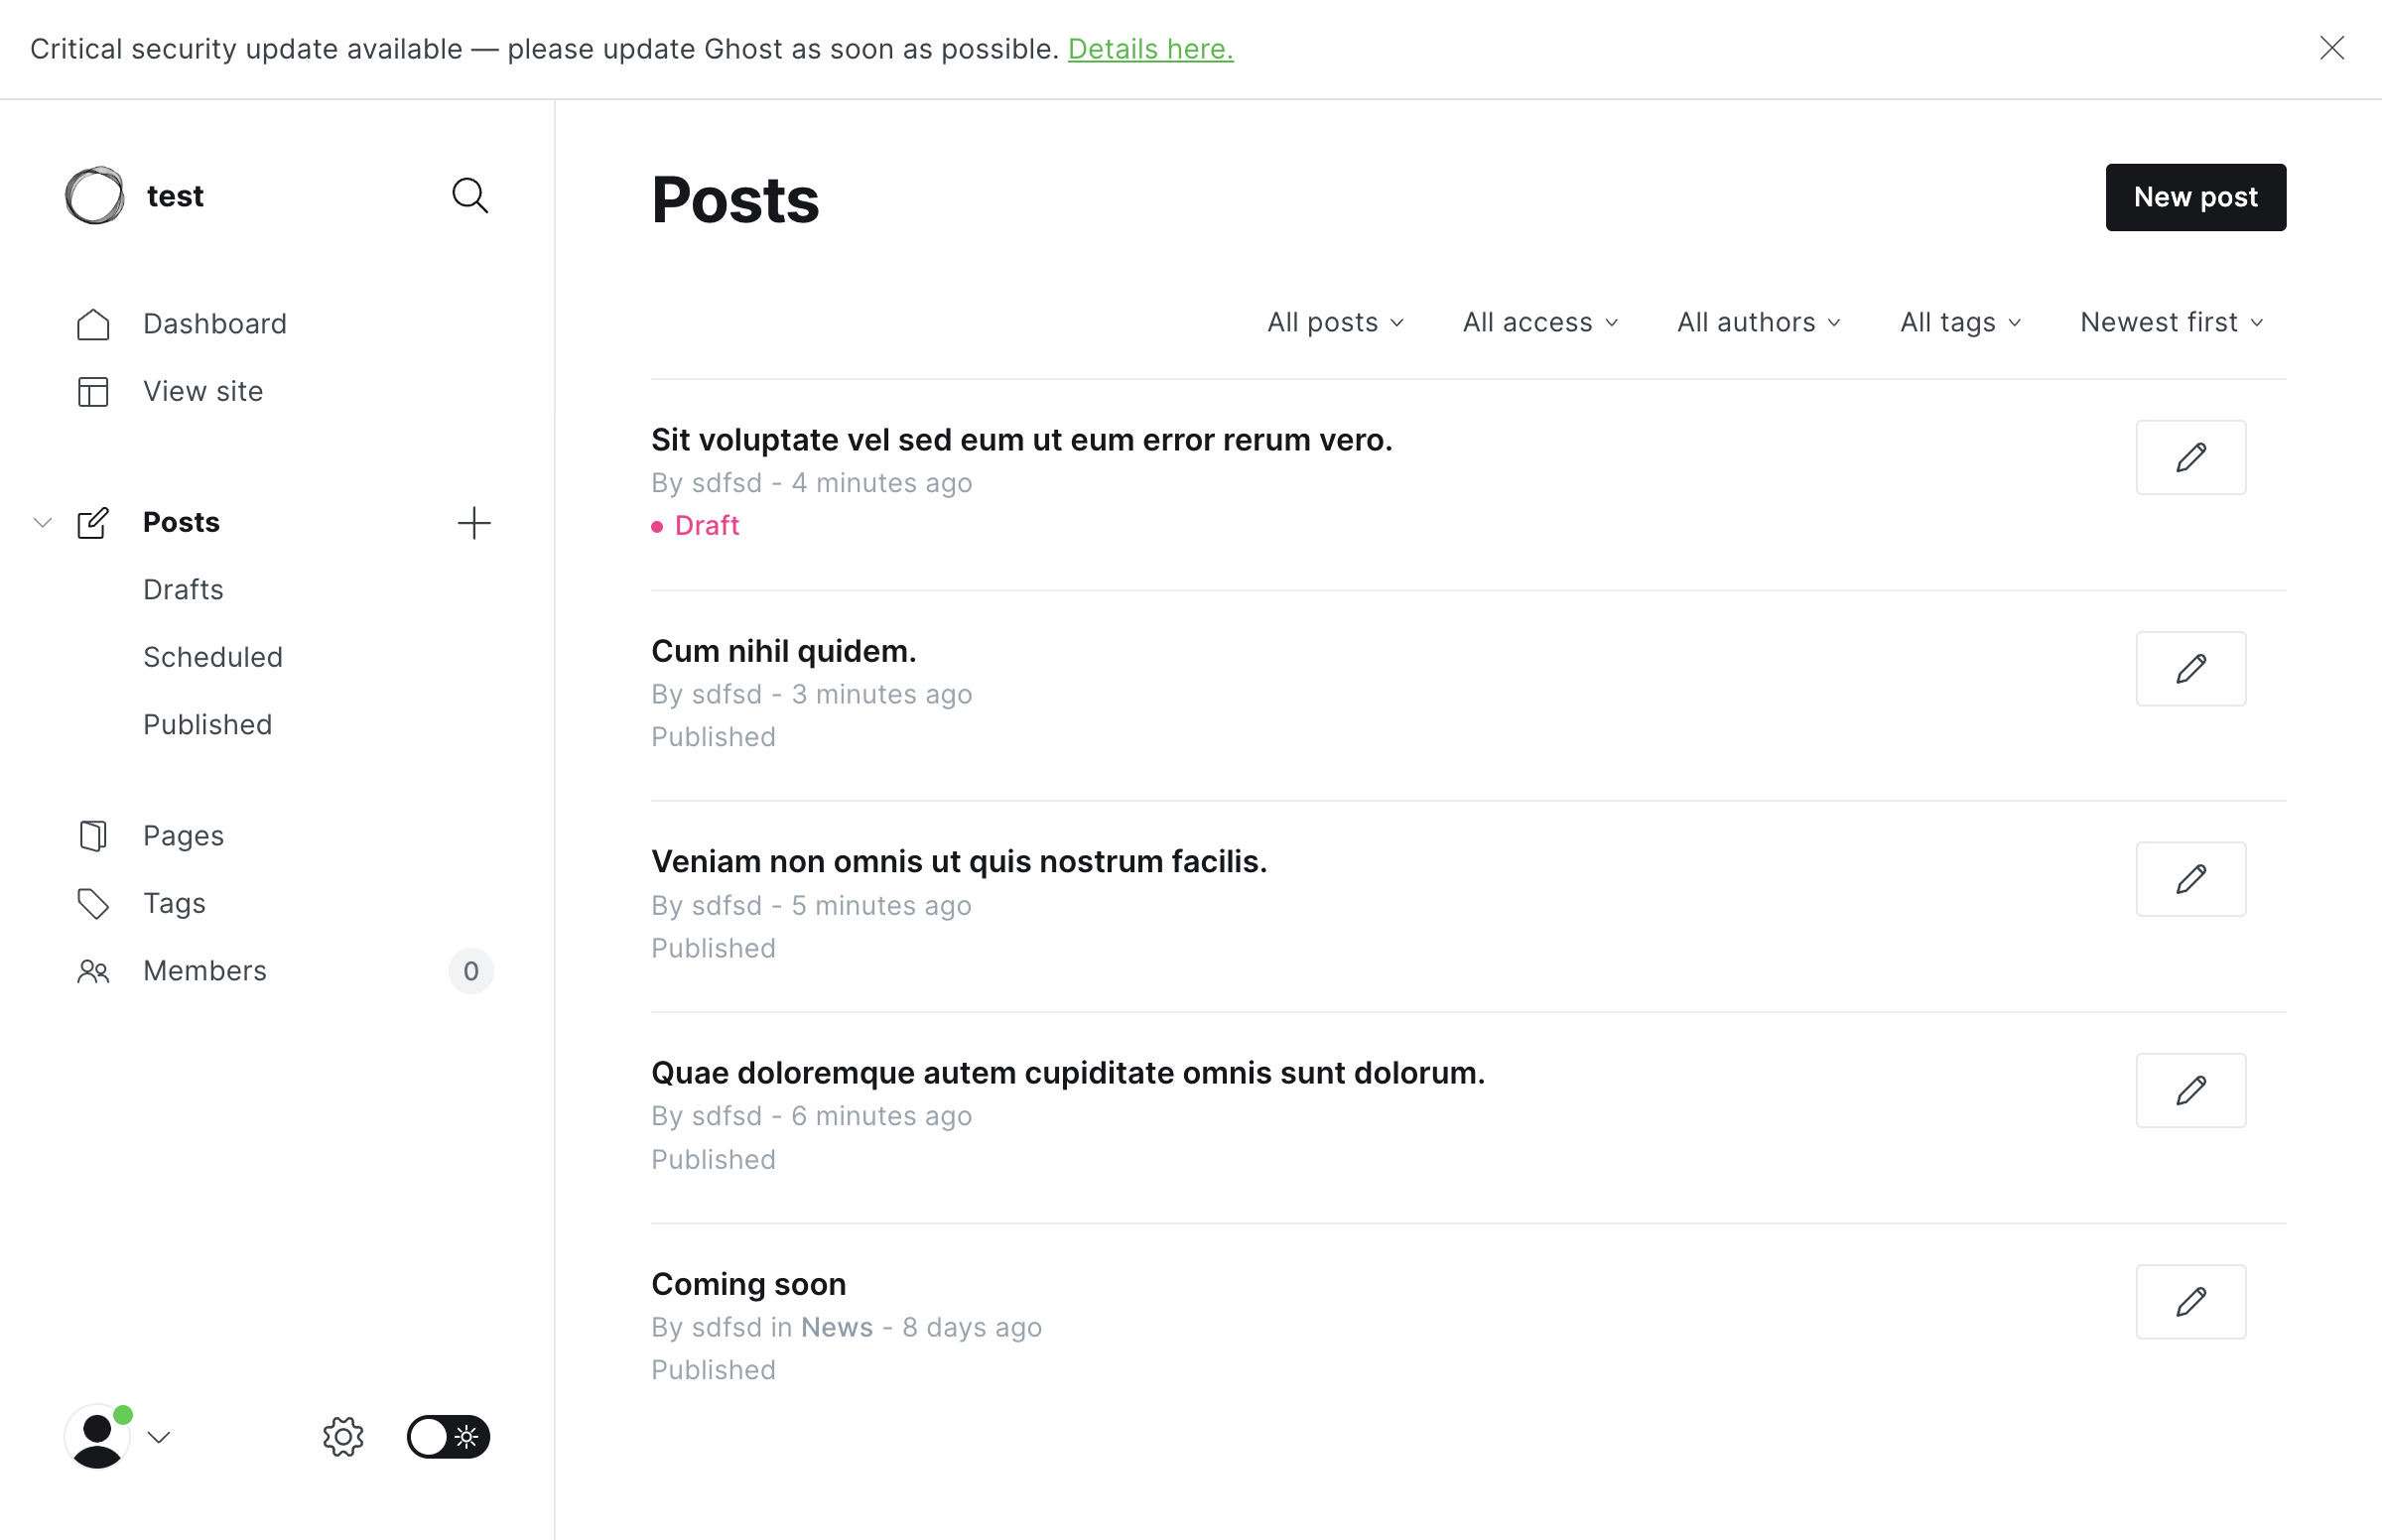 Critical security update available — please update Ghost as soon as possible. Details here.
test
Dashboard
View site
Posts
Drafts
Scheduled
Published
Pages
Tags
Members 0
Posts
New post
All posts All access All authors All tags Newest first
Sit voluptate vel sed eum ut eum error rerum vero.
By sdfsd - 4 minutes ago
Draft
Cum nihil quidem.
By sdfsd - 3 minutes ago
Published
Veniam non omnis ut quis nostrum facilis.
By sdfsd - 5 minutes ago
Published
Quae doloremque autem cupiditate omnis sunt dolorum.
By sdfsd - 6 minutes ago
Published
Coming soon
By sdfsd in News - 8 days ago
Published